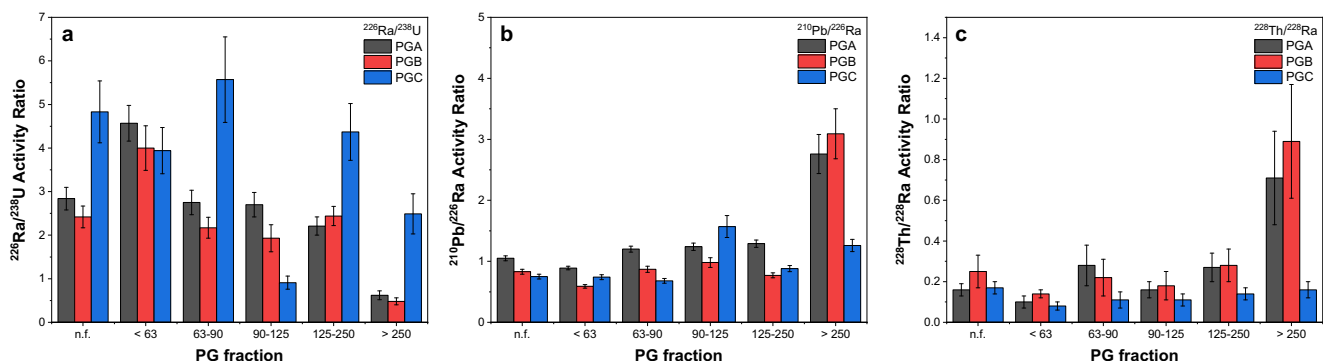 a
²²⁶Ra/²³⁸U
PGA
PGB
PGC
²²⁶Ra/²³⁸U Activity Ratio
7
6
5
4
3
2
1
0
n.f.
< 63
63-90
90-125
125-250
> 250
PG fraction
b
²¹⁰Pb/²²⁶Ra
PGA
PGB
PGC
²¹⁰Pb/²²⁶Ra Activity Ratio
5
4
3
2
1
0
n.f.
< 63
63-90
90-125
125-250
> 250
PG fraction
c
²²⁸Th/²²⁸Ra
PGA
PGB
PGC
²²⁸Th/²²⁸Ra Activity Ratio
1.4
1.2
1.0
0.8
0.6
0.4
0.2
0.0
n.f.
< 63
63-90
90-125
125-250
> 250
PG fraction